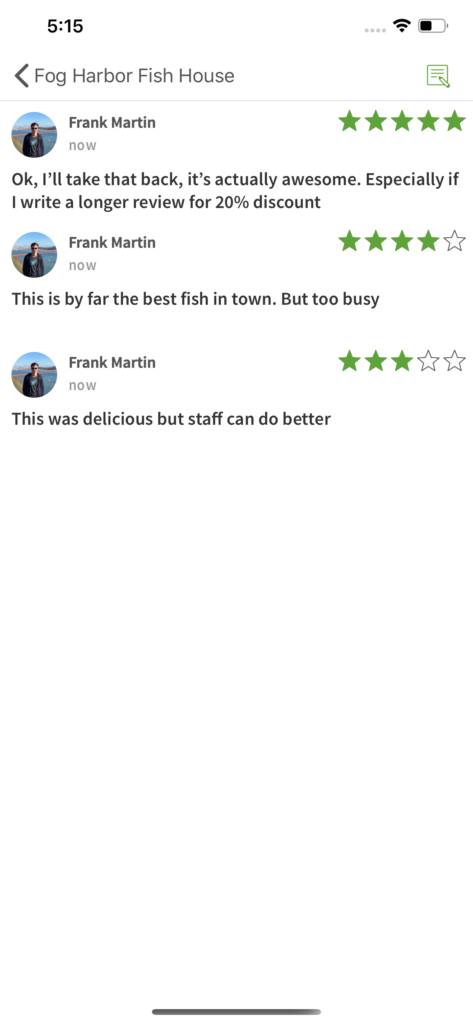 5:15
Fog Harbor Fish House
Frank Martin
now
Ok, I’ll take that back, it’s actually awesome. Especially if
I write a longer review for 20% discount
Frank Martin
now
This is by far the best fish in town. But too busy
Frank Martin
now
This was delicious but staff can do better